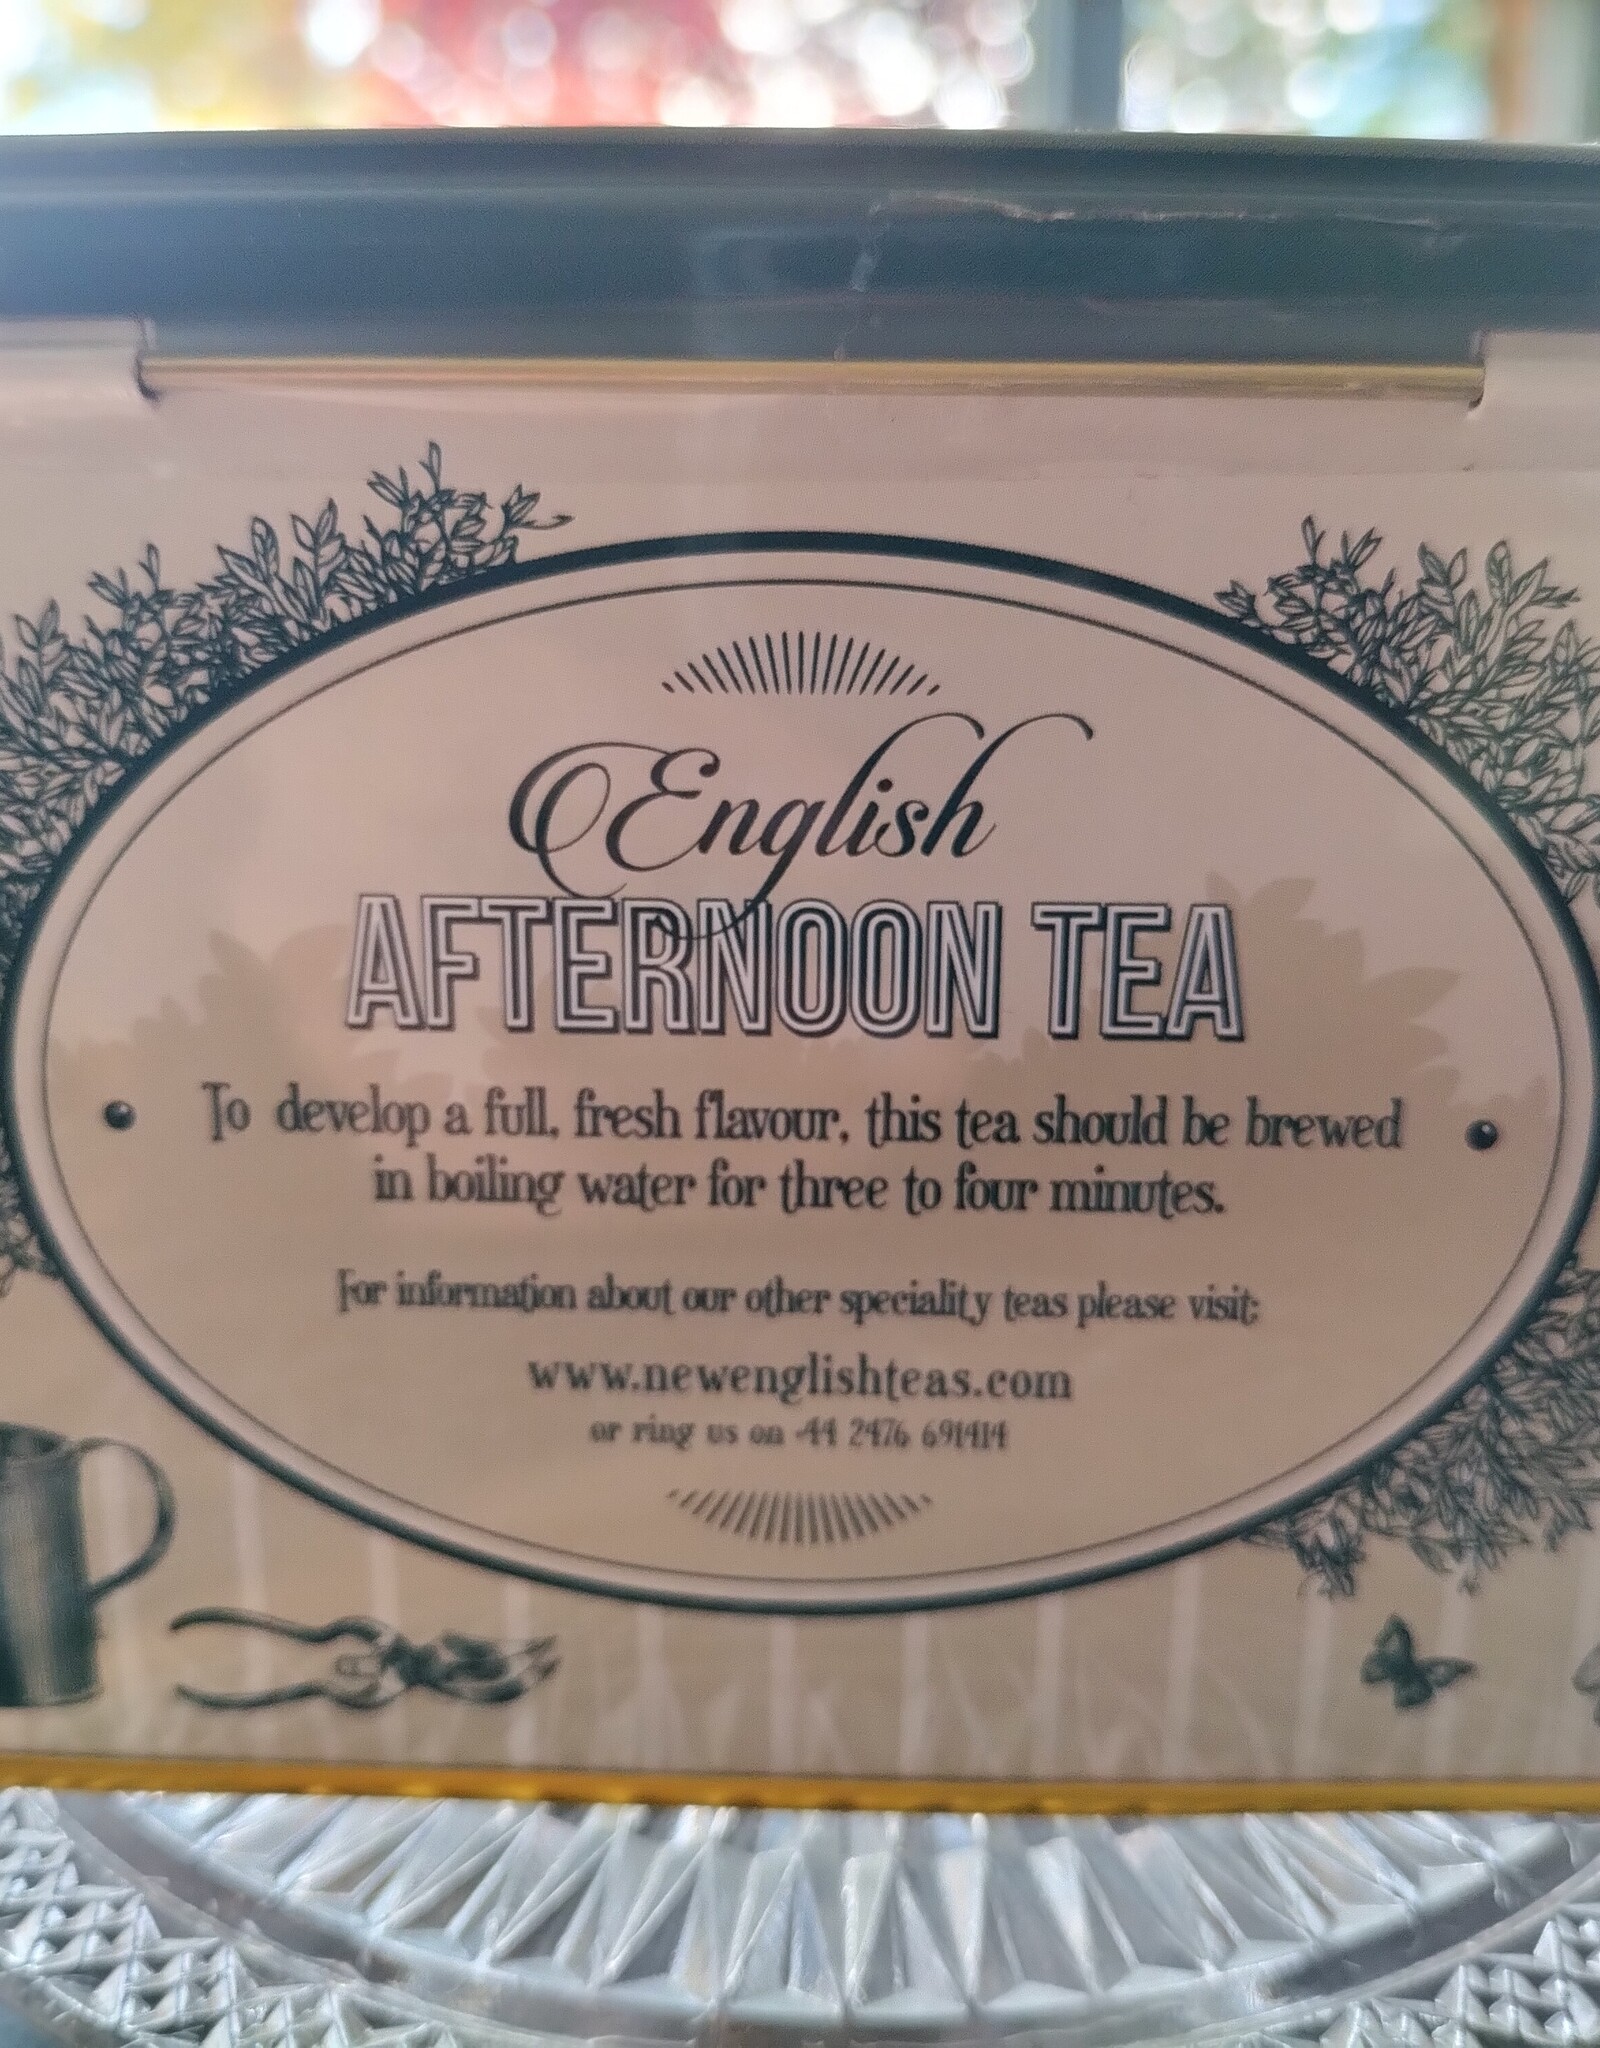 English
AFTERNOON TEA
To develop a full, fresh flavour, this tea should be brewed
in boiling water for three to four minutes.
For information about our other speciality teas please visit:
www.newenglishteas.com
or ring us on +44 2476 691414